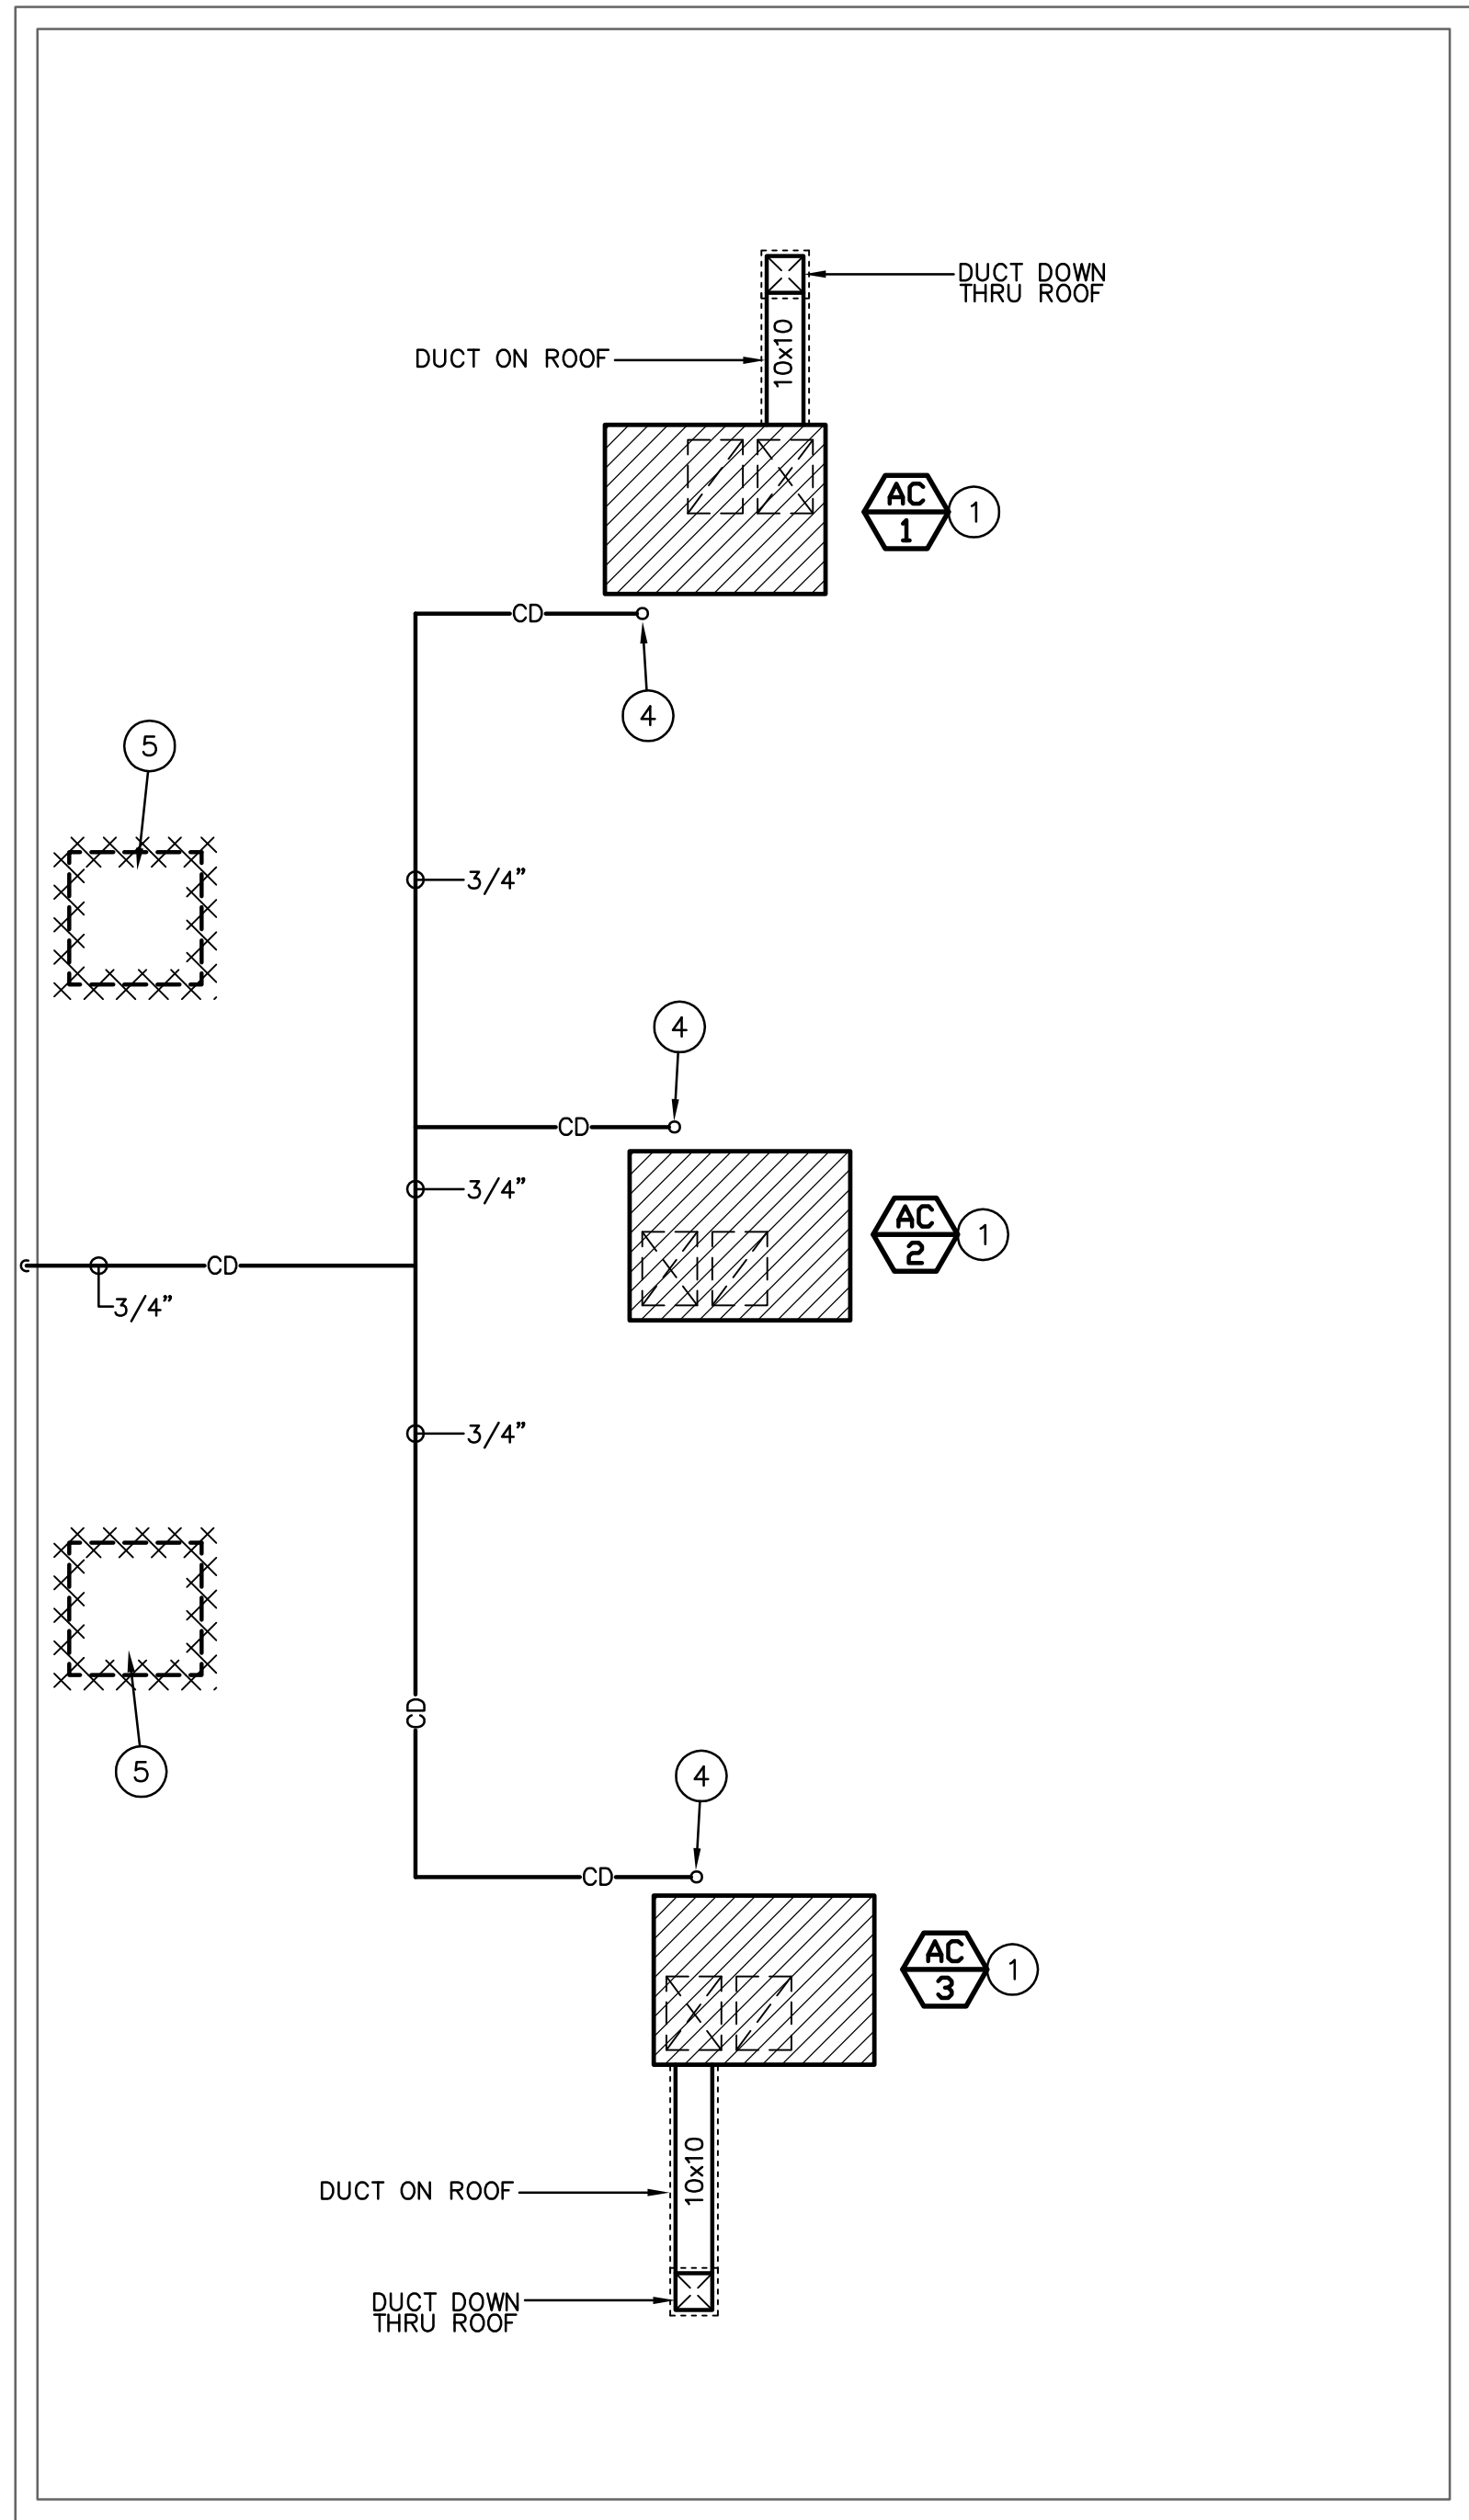 DUCT DOWN
THRU ROOF
DUCT ON ROOF
10x10
AC
1
1
CD
4
5
3/4"
4
CD
3/4"
AC
2
1
CD
3/4"
3/4"
CD
5
4
CD
AC
3
1
10x10
DUCT ON ROOF
DUCT DOWN
THRU ROOF